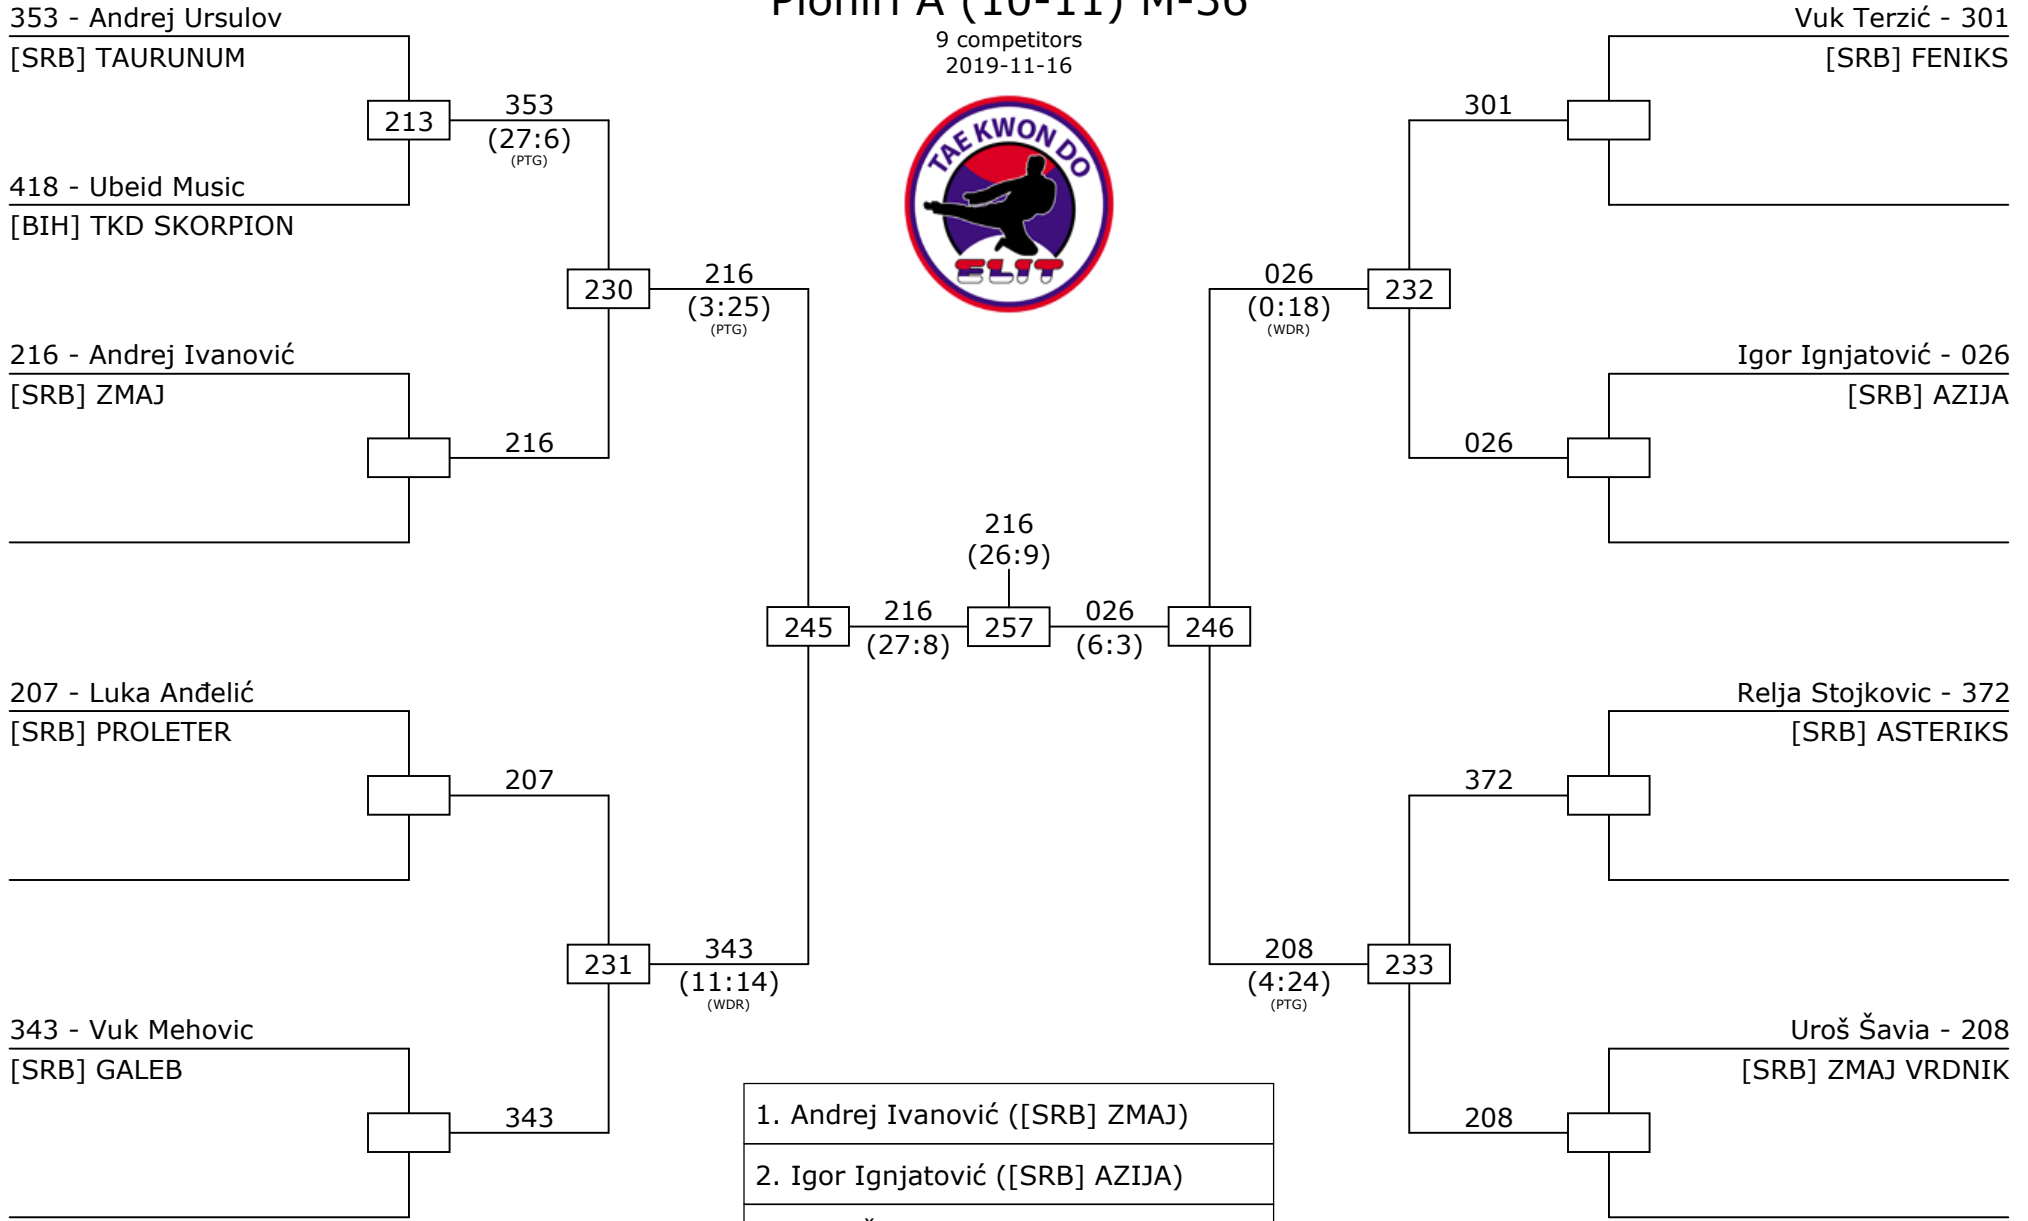 Pioniri A (10-11) M-36
9 competitors
2019-11-16
TAE KWON DO
ELIT
353 - Andrej Ursulov
[SRB] TAURUNUM
213
353
(27:6)
(PTG)
418 - Ubeid Music
[BIH] TKD SKORPION
230
216
(3:25)
(PTG)
216 - Andrej Ivanović
[SRB] ZMAJ
216
207 - Luka Anđelić
[SRB] PROLETER
207
231
343
(11:14)
(WDR)
343 - Vuk Mehovic
[SRB] GALEB
343
245
216
(27:8)
216
(26:9)
257
026
(6:3)
246
Vuk Terzić - 301
[SRB] FENIKS
301
026
(0:18)
(WDR)
232
Igor Ignjatović - 026
[SRB] AZIJA
026
Relja Stojkovic - 372
[SRB] ASTERIKS
372
208
(4:24)
(PTG)
233
Uroš Šavia - 208
[SRB] ZMAJ VRDNIK
208
1. Andrej Ivanović ([SRB] ZMAJ)
2. Igor Ignjatović ([SRB] AZIJA)